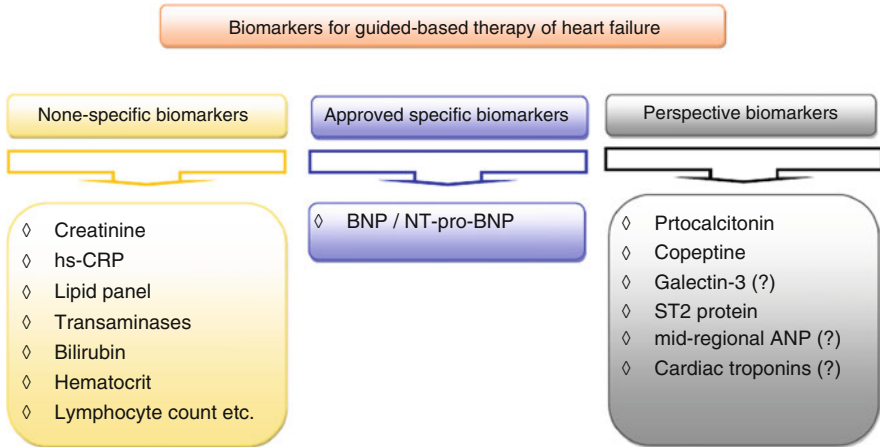 Biomarkers for guided-based therapy of heart failure
None-specific biomarkers
◊ Creatinine
◊ hs-CRP
◊ Lipid panel
◊ Transaminases
◊ Bilirubin
◊ Hematocrit
◊ Lymphocyte count etc.
Approved specific biomarkers
◊ BNP / NT-pro-BNP
Perspective biomarkers
◊ Prtocalcitonin
◊ Copeptine
◊ Galectin-3 (?)
◊ ST2 protein
◊ mid-regional ANP (?)
◊ Cardiac troponins (?)